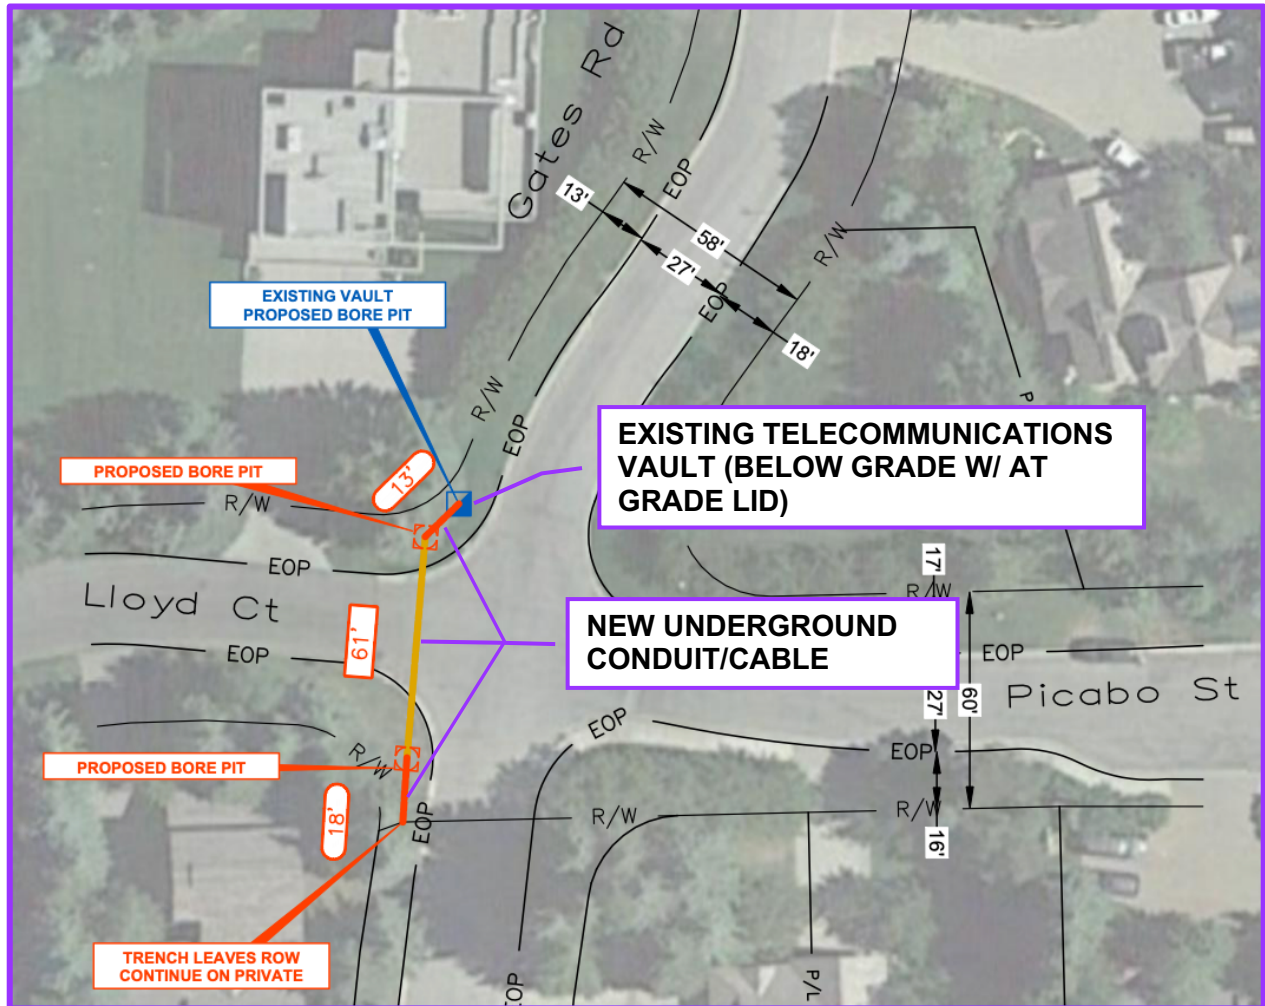 Gates Rd
R/W
EOP
13'
58'
27'
18'
R/W
EOP
EXISTING VAULT
PROPOSED BORE PIT
R/W
EOP
P
EXISTING TELECOMMUNICATIONS
VAULT (BELOW GRADE W/ AT
GRADE LID)
PROPOSED BORE PIT
13'
R/W
EOP
Lloyd Ct
EOP
61'
NEW UNDERGROUND
CONDUIT/CABLE
17'
R/W
EOP
27'
60'
Picabo St
EOP
EOP
R/W
PROPOSED BORE PIT
18'
EOP
R/W
R/W
16'
TRENCH LEAVES ROW
CONTINUE ON PRIVATE
EOP
P/L